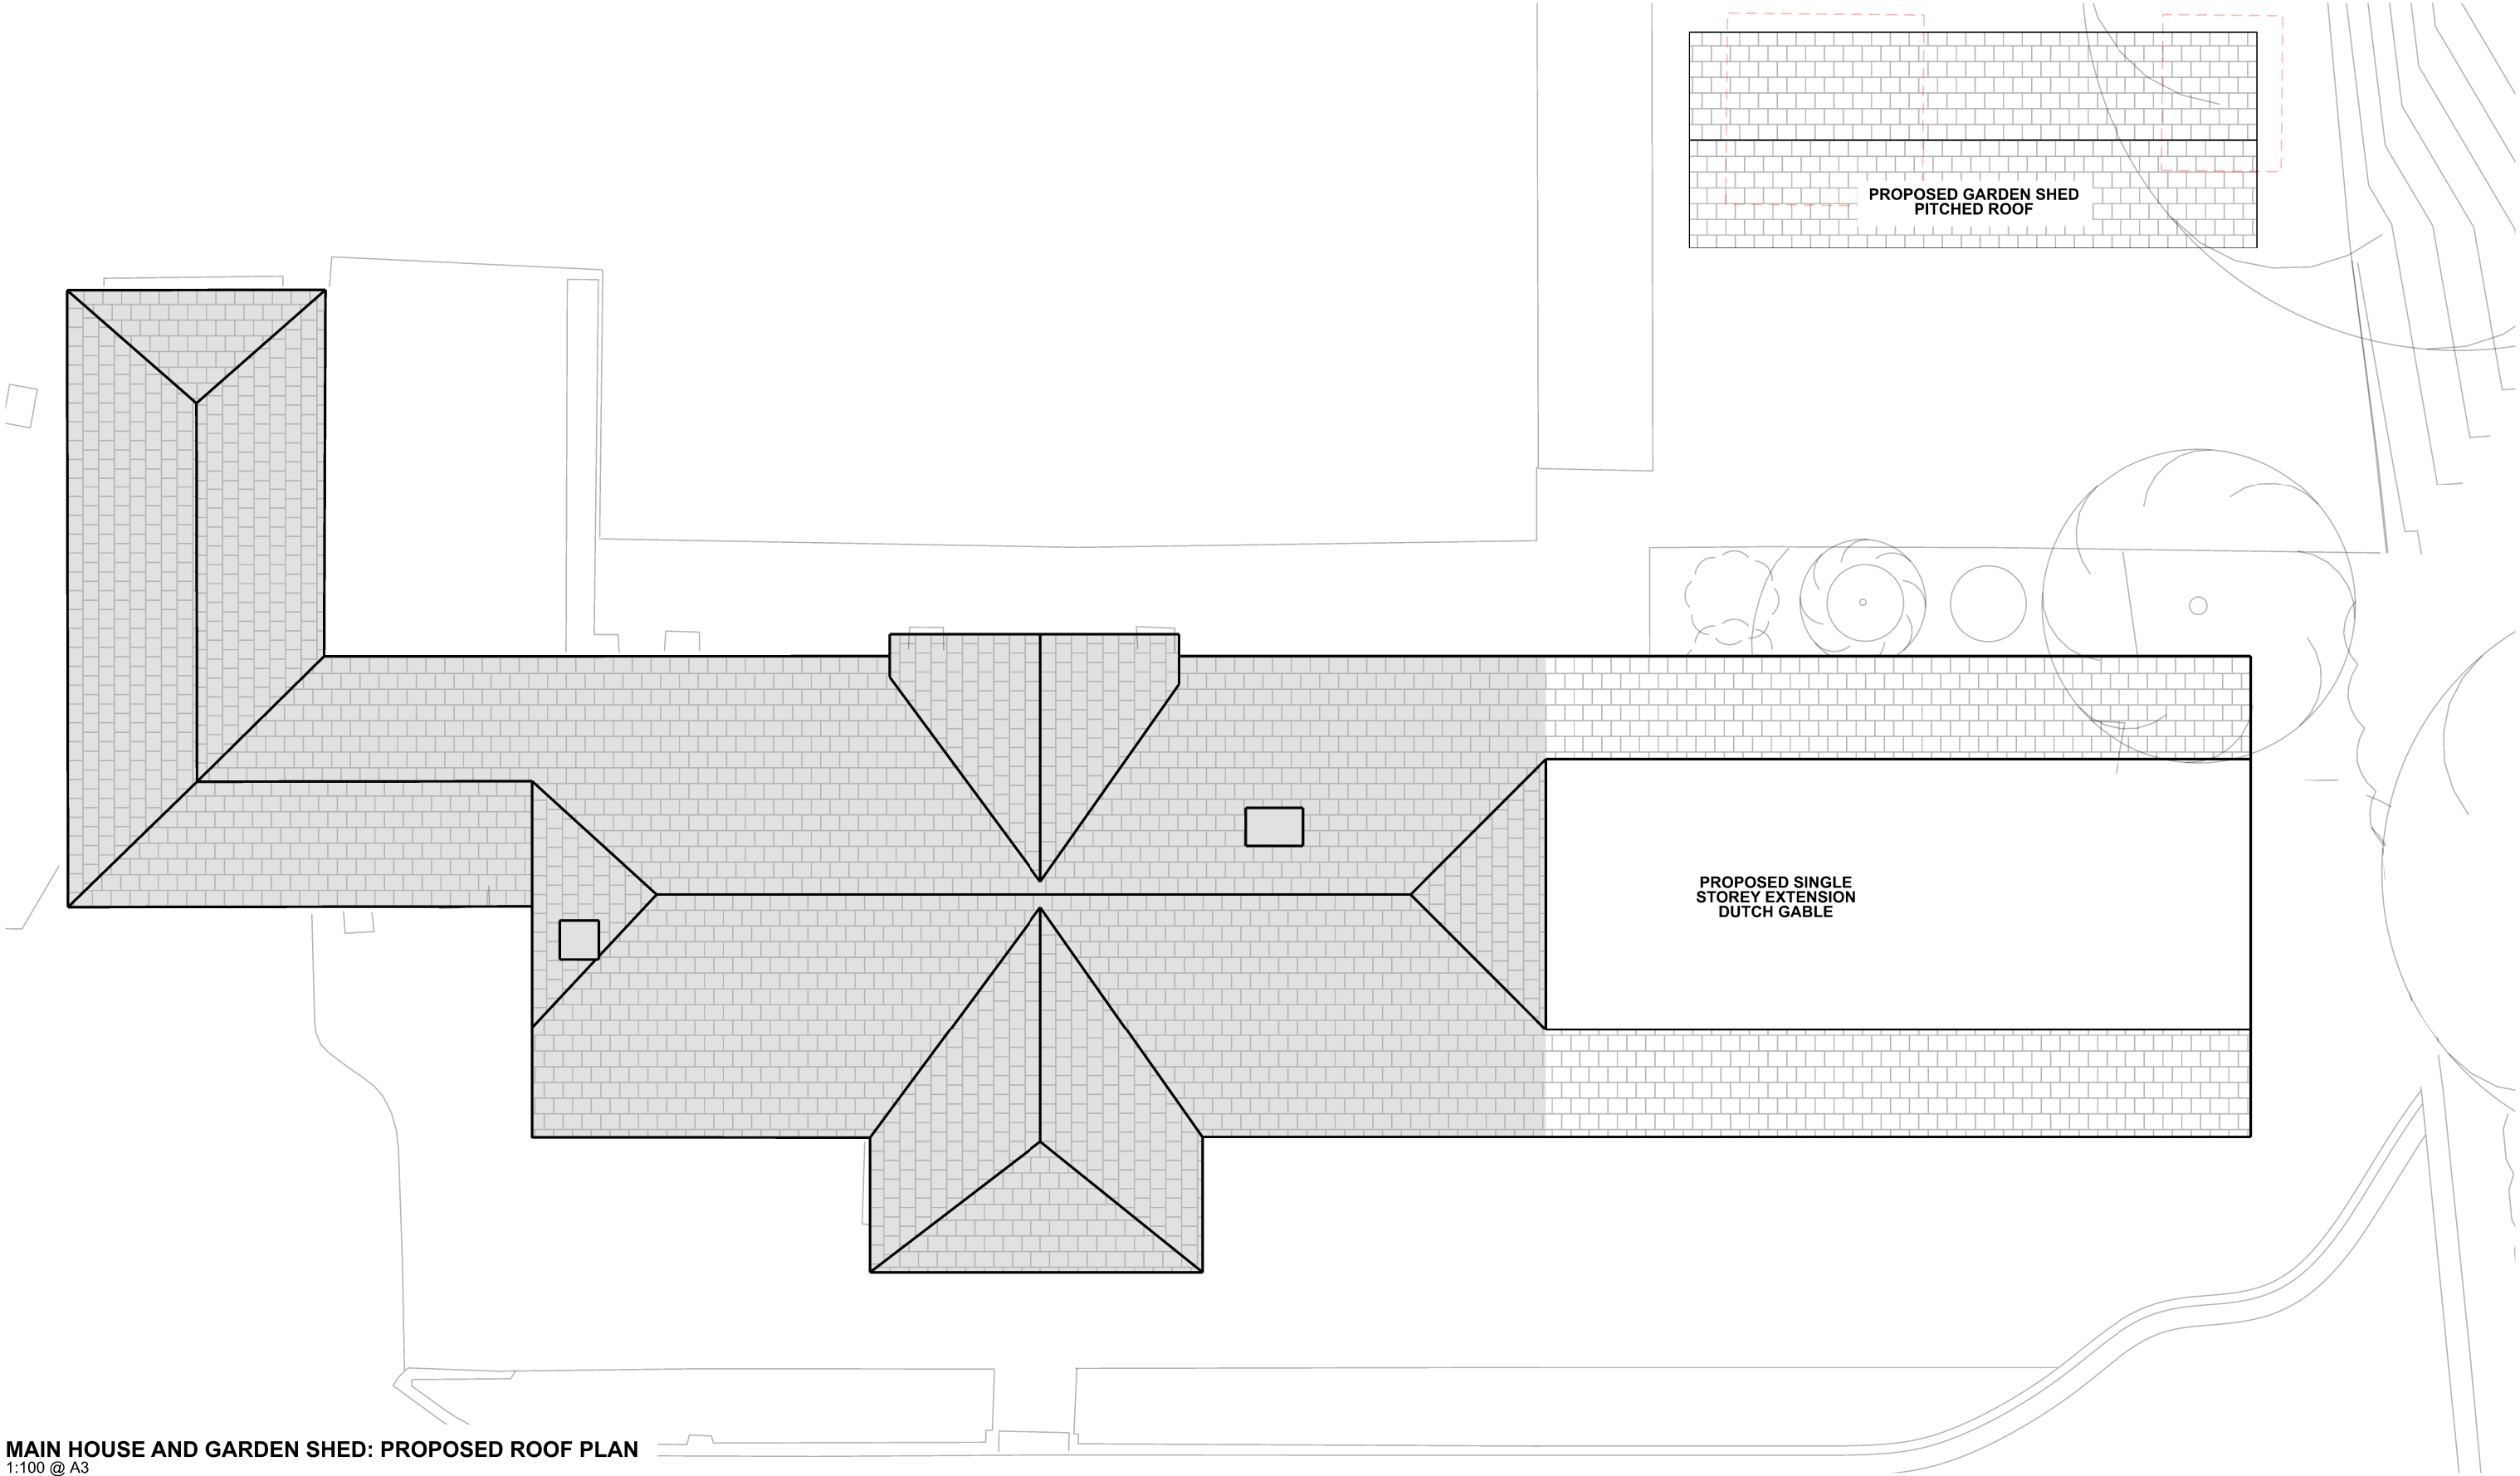 PROPOSED GARDEN SHED
PITCHED ROOF
PROPOSED SINGLE
STOREY EXTENSION
DUTCH GABLE
MAIN HOUSE AND GARDEN SHED: PROPOSED ROOF PLAN
1:100 @ A3